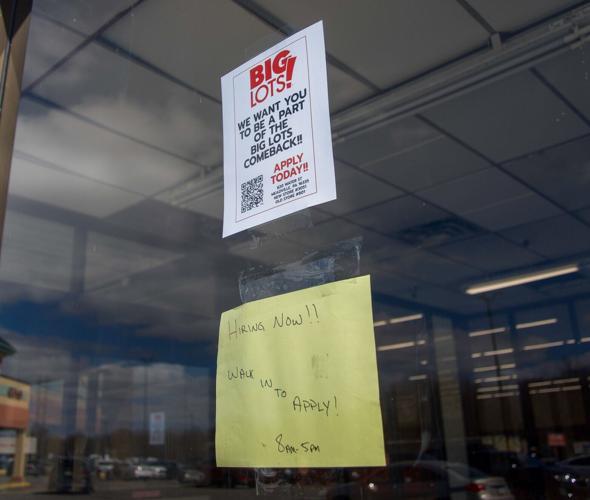 BIG
LOTS!
WE WANT YOU
TO BE A PART
OF THE
BIG LOTS
COMEBACK!!
APPLY
TODAY!!
HIRING NOW!!
WALK IN TO APPLY!
8AM-5PM